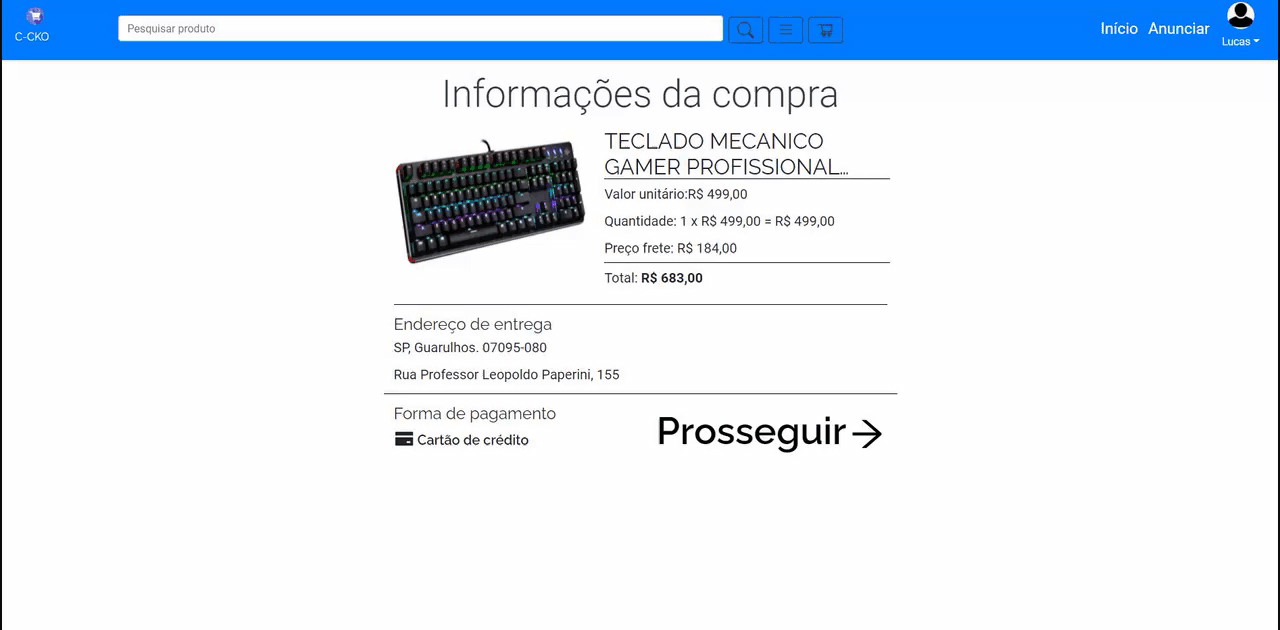 C-CKO
Pesquisar produto
Início Anunciar
Lucas
Informações da compra
TECLADO MECANICO
GAMER PROFISSIONAL...
Valor unitário:R$ 499,00
Quantidade: 1 x R$ 499,00 = R$ 499,00
Preço frete: R$ 184,00
Total: R$ 683,00
Endereço de entrega
SP, Guarulhos. 07095-080
Rua Professor Leopoldo Paperini, 155
Forma de pagamento
Cartão de crédito
Prosseguir